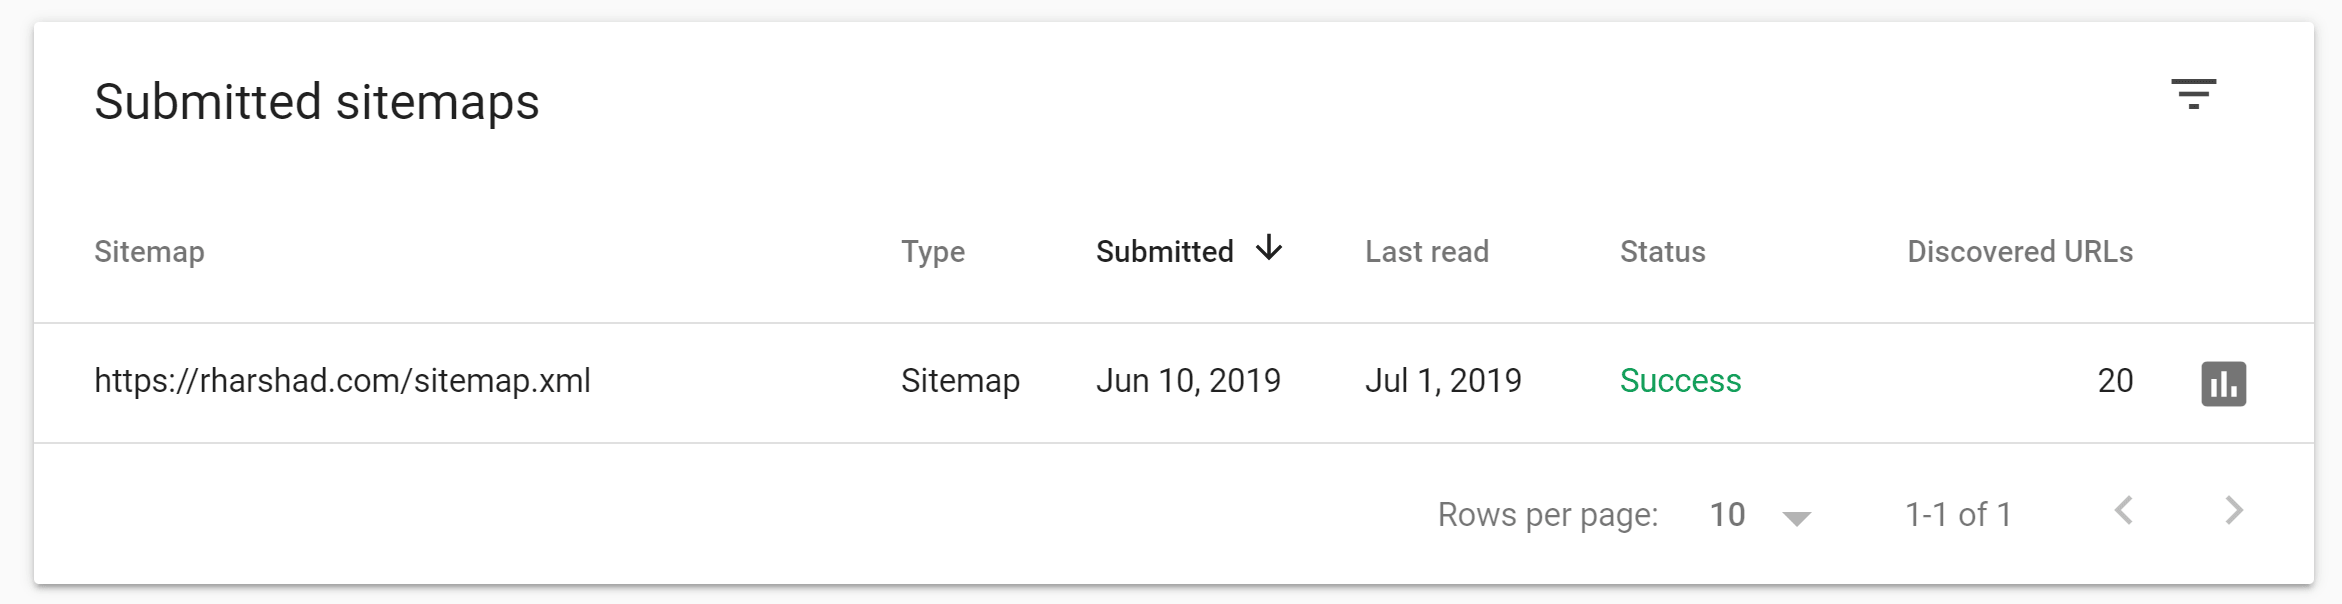 Submitted sitemaps
Sitemap Type Submitted Last read Status Discovered URLs
https://rharshad.com/sitemap.xml Sitemap Jun 10, 2019 Jul 1, 2019 Success 20
Rows per page: 10 1-1 of 1